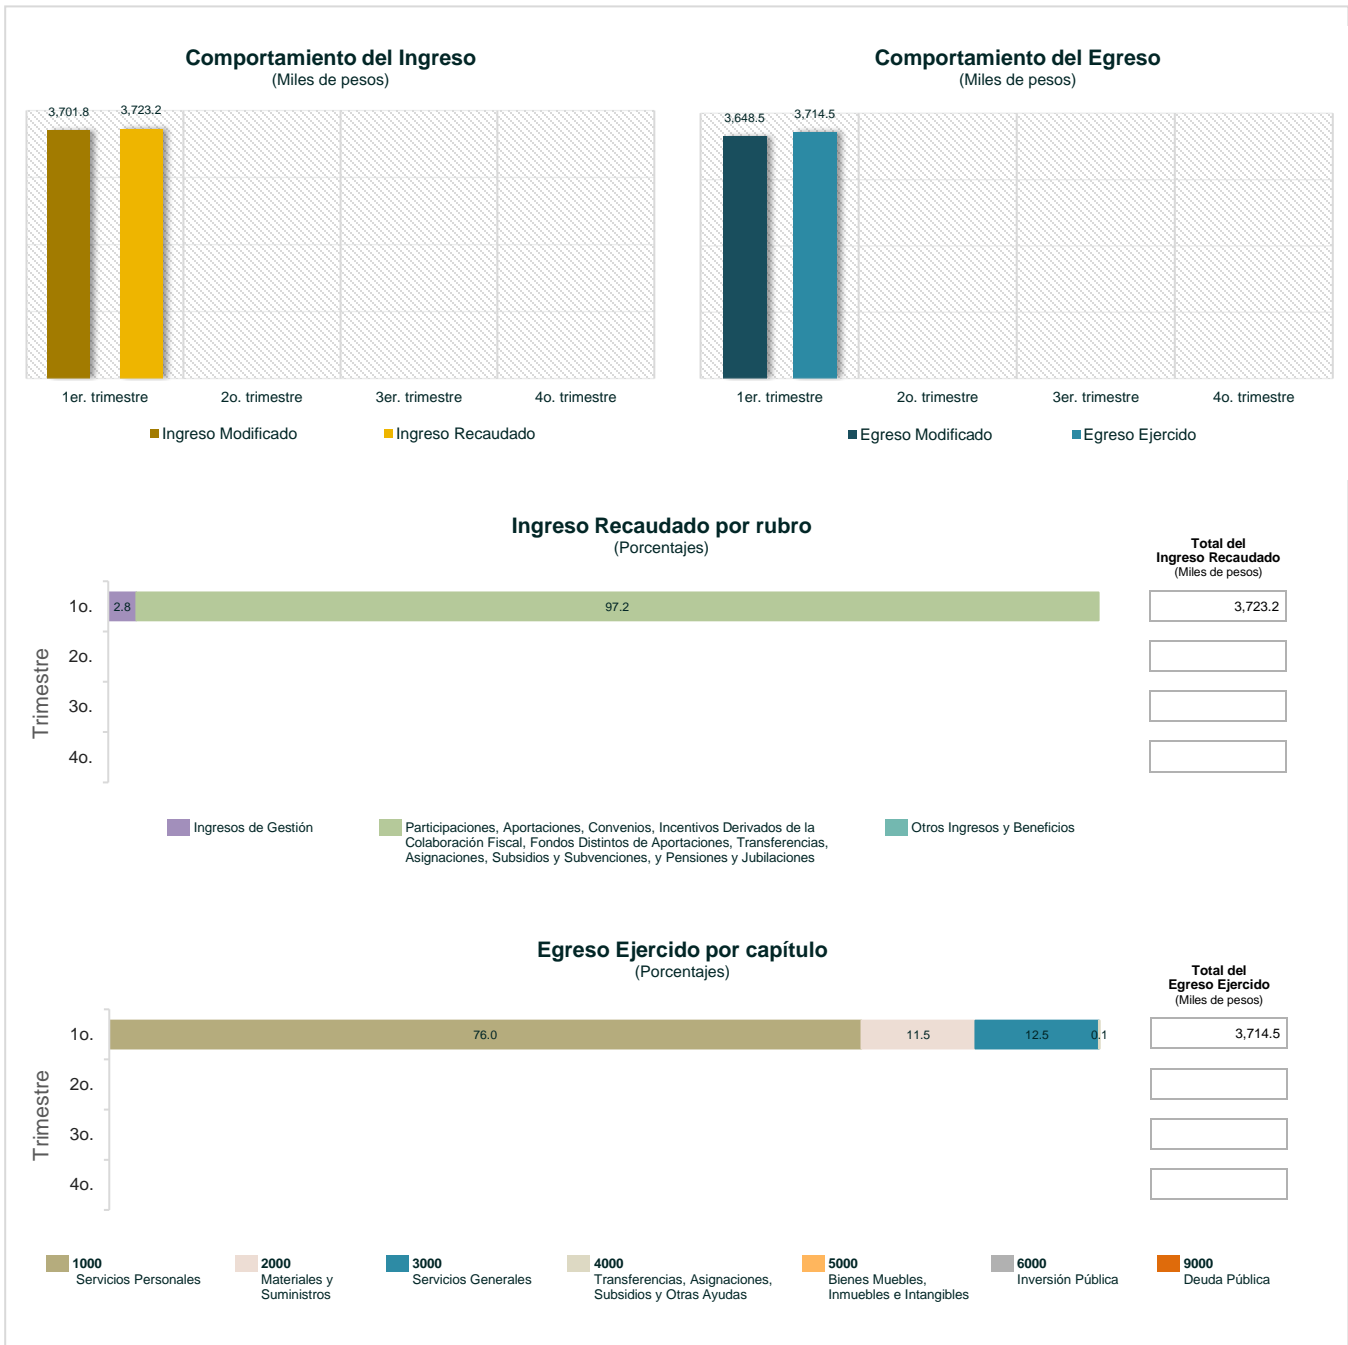 Comportamiento del Ingreso
(Miles de pesos)
3,701.8
3,723.2
1er. trimestre
2o. trimestre
3er. trimestre
4o. trimestre
Ingreso Modificado
Ingreso Recaudado
Comportamiento del Egreso
(Miles de pesos)
3,648.5
3,714.5
1er. trimestre
2o. trimestre
3er. trimestre
4o. trimestre
Egreso Modificado
Egreso Ejercido
Ingreso Recaudado por rubro
(Porcentajes)
Total del
Ingreso Recaudado
(Miles de pesos)
Trimestre
1o.
2.8
97.2
3,723.2
2o.
3o.
4o.
Ingresos de Gestión
Participaciones, Aportaciones, Convenios, Incentivos Derivados de la
Colaboración Fiscal, Fondos Distintos de Aportaciones, Transferencias,
Asignaciones, Subsidios y Subvenciones, y Pensiones y Jubilaciones
Otros Ingresos y Beneficios
Egreso Ejercido por capítulo
(Porcentajes)
Total del
Egreso Ejercido
(Miles de pesos)
Trimestre
1o.
76.0
11.5
12.5
0.1
3,714.5
2o.
3o.
4o.
1000
Servicios Personales
2000
Materiales y
Suministros
3000
Servicios Generales
4000
Transferencias, Asignaciones,
Subsidios y Otras Ayudas
5000
Bienes Muebles,
Inmuebles e Intangibles
6000
Inversión Pública
9000
Deuda Pública